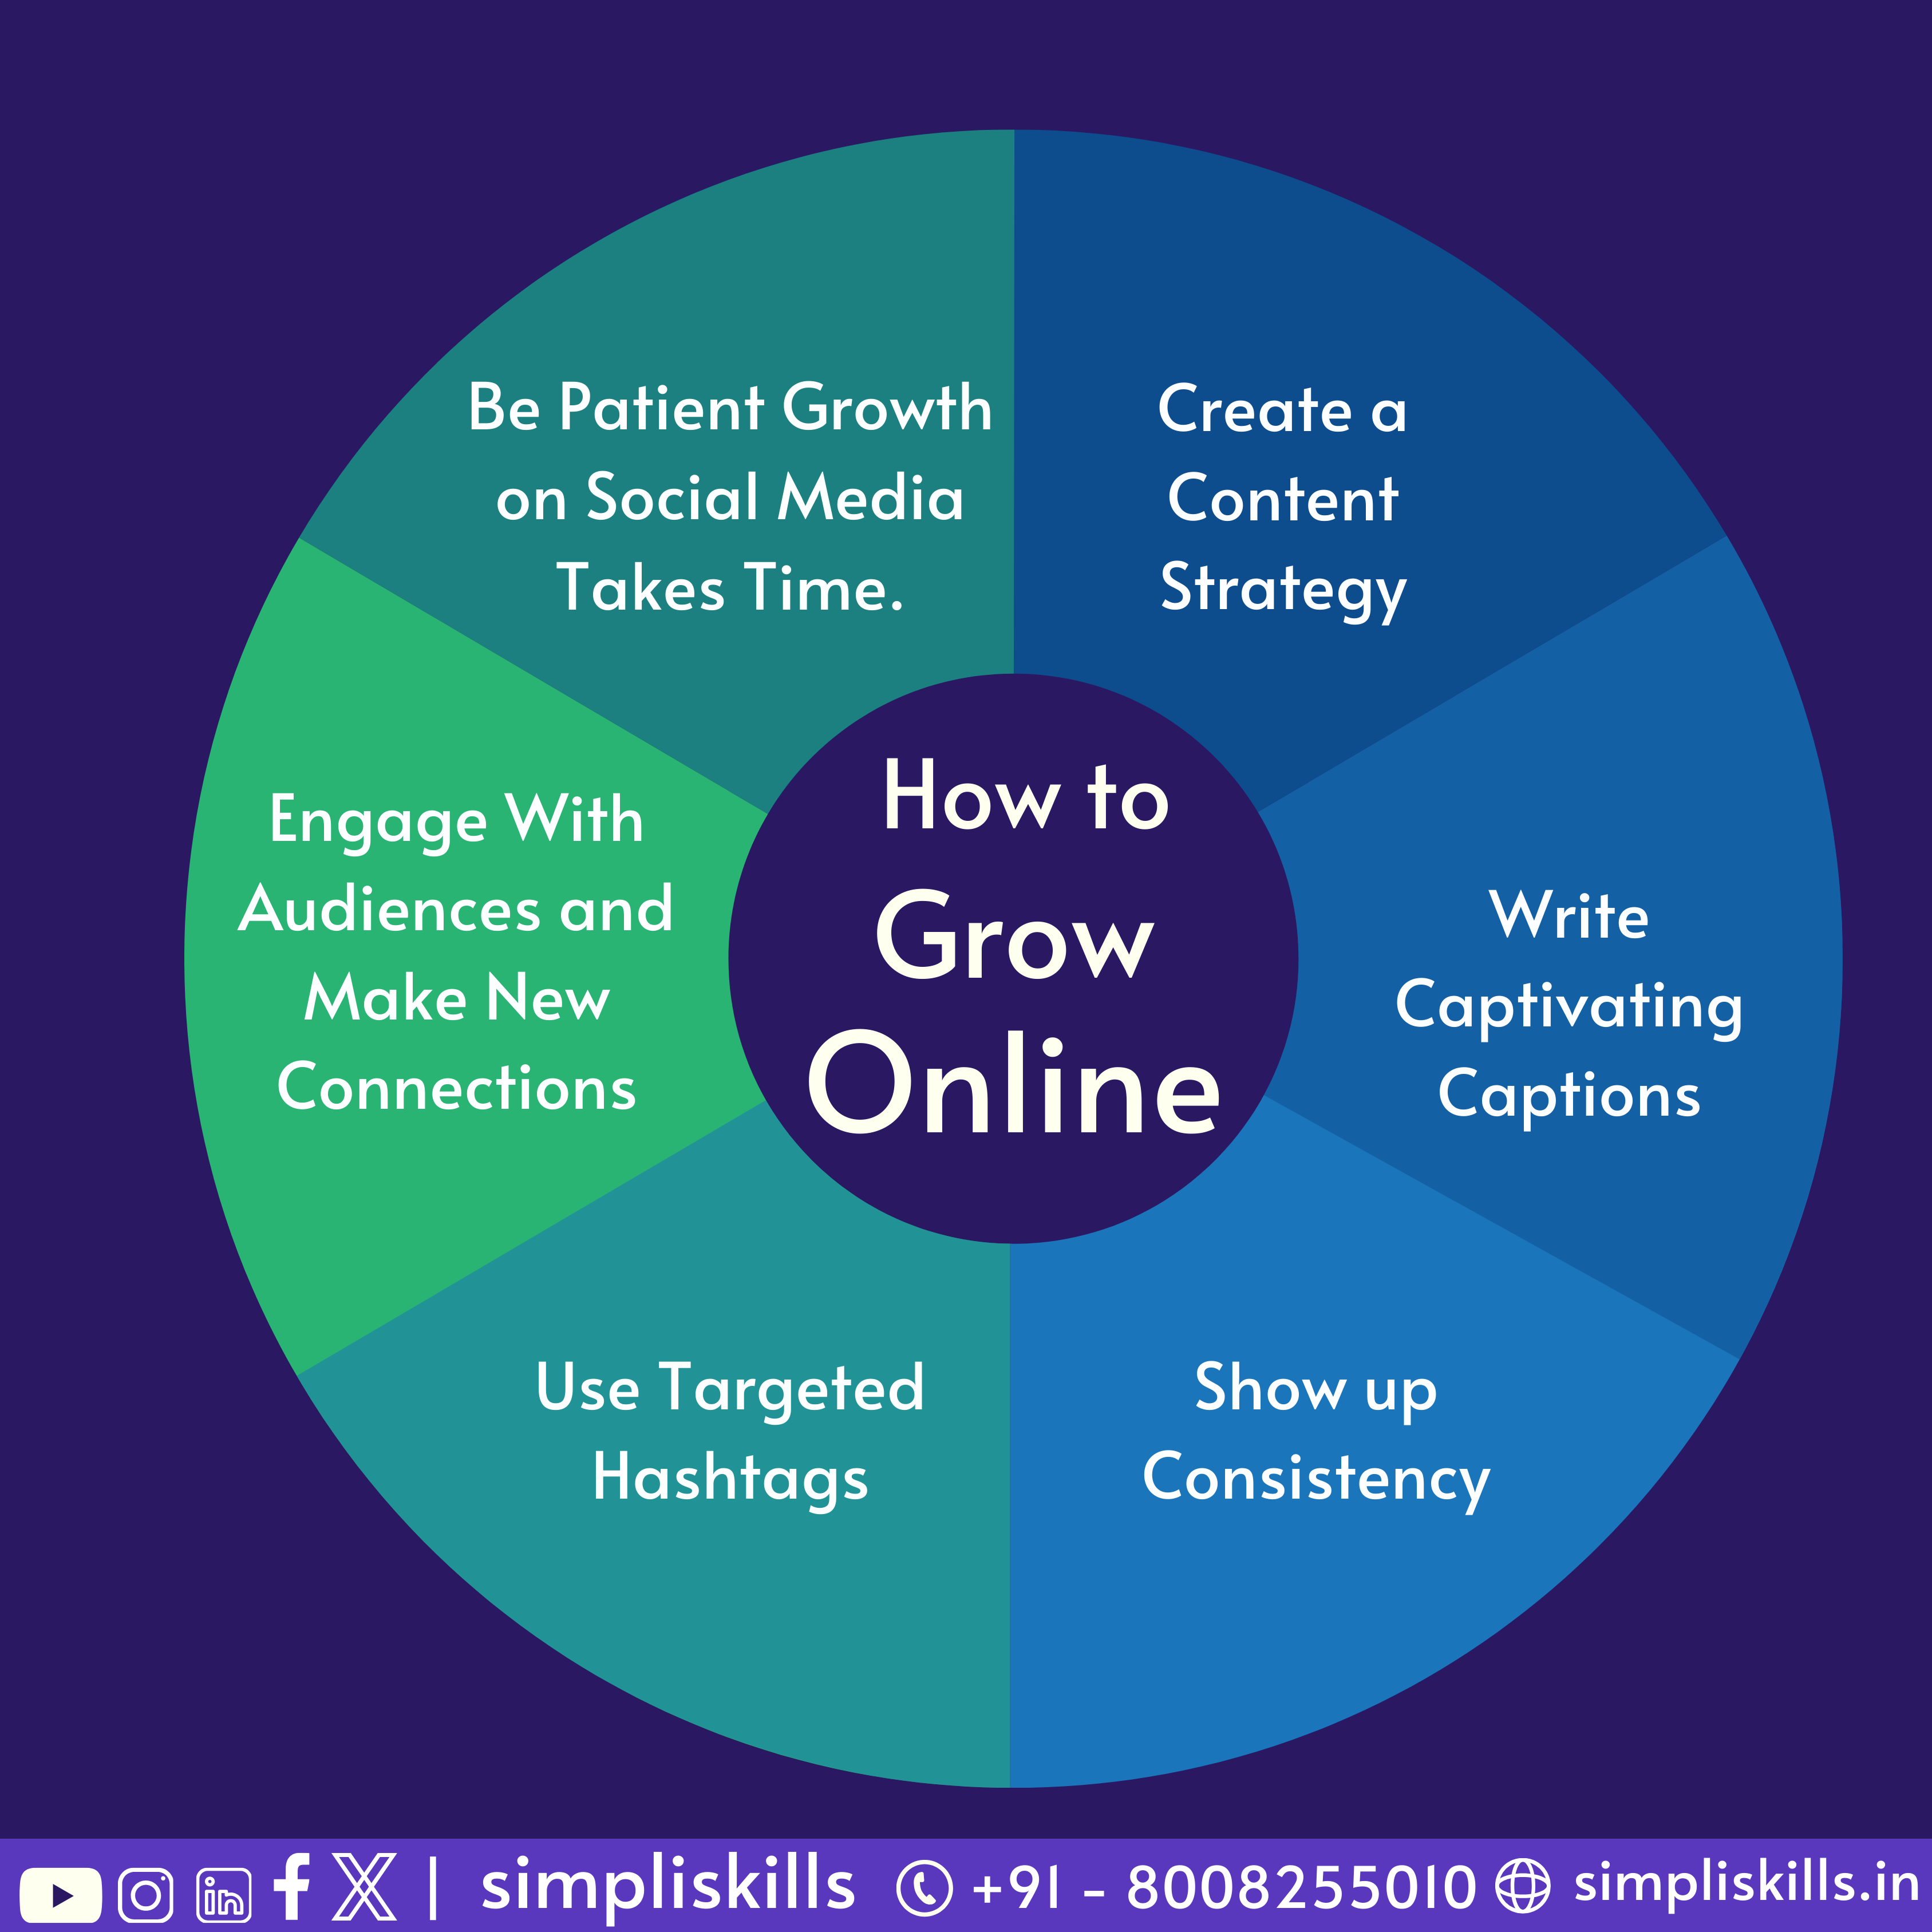 Be Patient Growth
on Social Media
Takes Time.
Create a
Content
Strategy
Engage With
Audiences and
Make New
Connections
How to
Grow
Online
Write
Captivating
Captions
Use Targeted
Hashtags
Show up
Consistency
in f X | simpliskills +91 - 8008255010 simpliskills.in